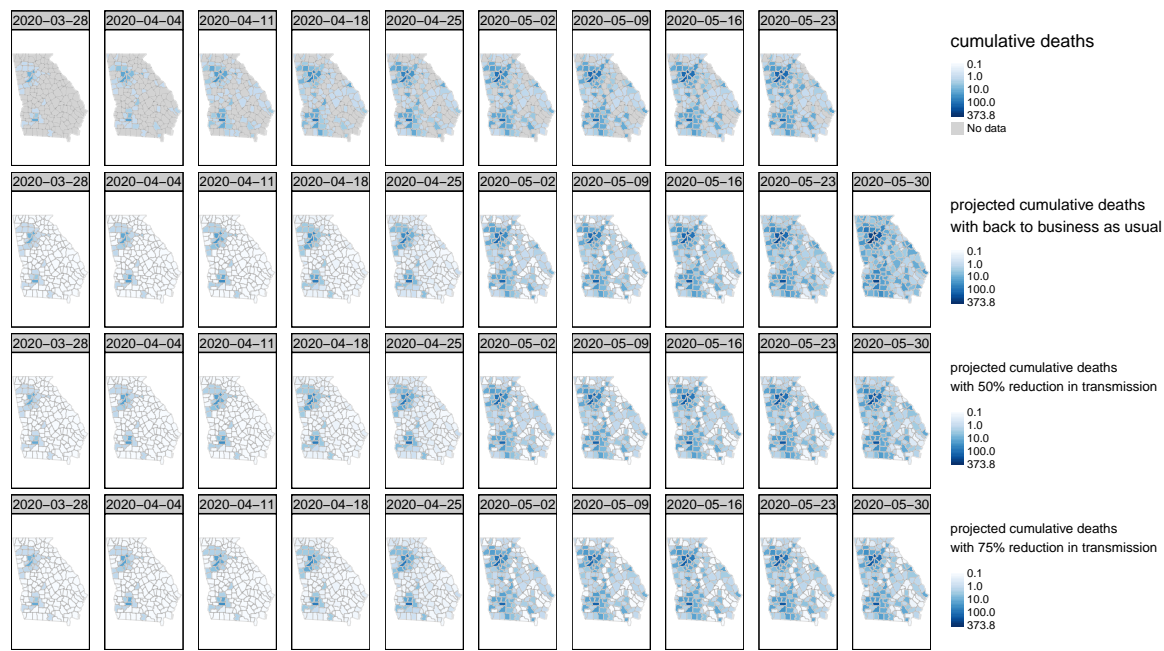 2020−03−28 2020−04−04 2020−04−11 2020−04−18 2020−04−25 2020−05−02 2020−05−09 2020−05−16 2020−05−23
cumulative deaths
0.1
1.0
10.0
100.0
373.8
No data
2020−03−28 2020−04−04 2020−04−11 2020−04−18 2020−04−25 2020−05−02 2020−05−09 2020−05−16 2020−05−23 2020−05−30
projected cumulative deaths
with back to business as usual
0.1
1.0
10.0
100.0
373.8
2020−03−28 2020−04−04 2020−04−11 2020−04−18 2020−04−25 2020−05−02 2020−05−09 2020−05−16 2020−05−23 2020−05−30
projected cumulative deaths
with 50% reduction in transmission
0.1
1.0
10.0
100.0
373.8
2020−03−28 2020−04−04 2020−04−11 2020−04−18 2020−04−25 2020−05−02 2020−05−09 2020−05−16 2020−05−23 2020−05−30
projected cumulative deaths
with 75% reduction in transmission
0.1
1.0
10.0
100.0
373.8